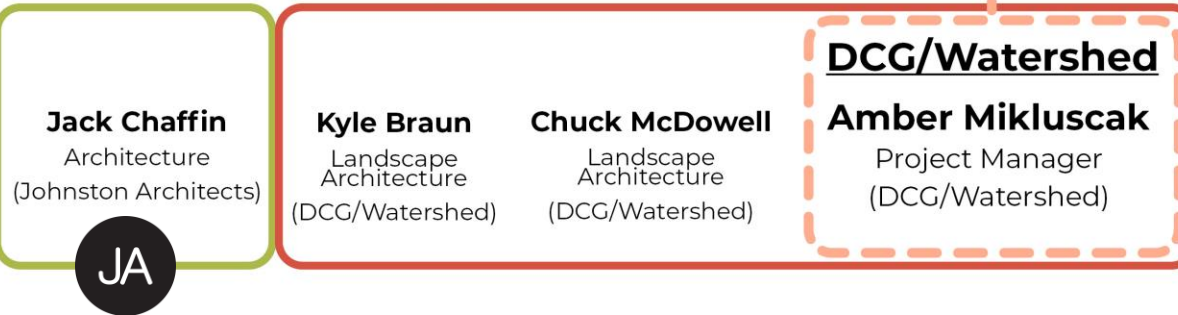 Jack Chaffin
Architecture
(Johnston Architects)
JA
Kyle Braun
Landscape
Architecture
(DCG/Watershed)
Chuck McDowell
Landscape
Architecture
(DCG/Watershed)
DCG/Watershed
Amber Mikluscak
Project Manager
(DCG/Watershed)